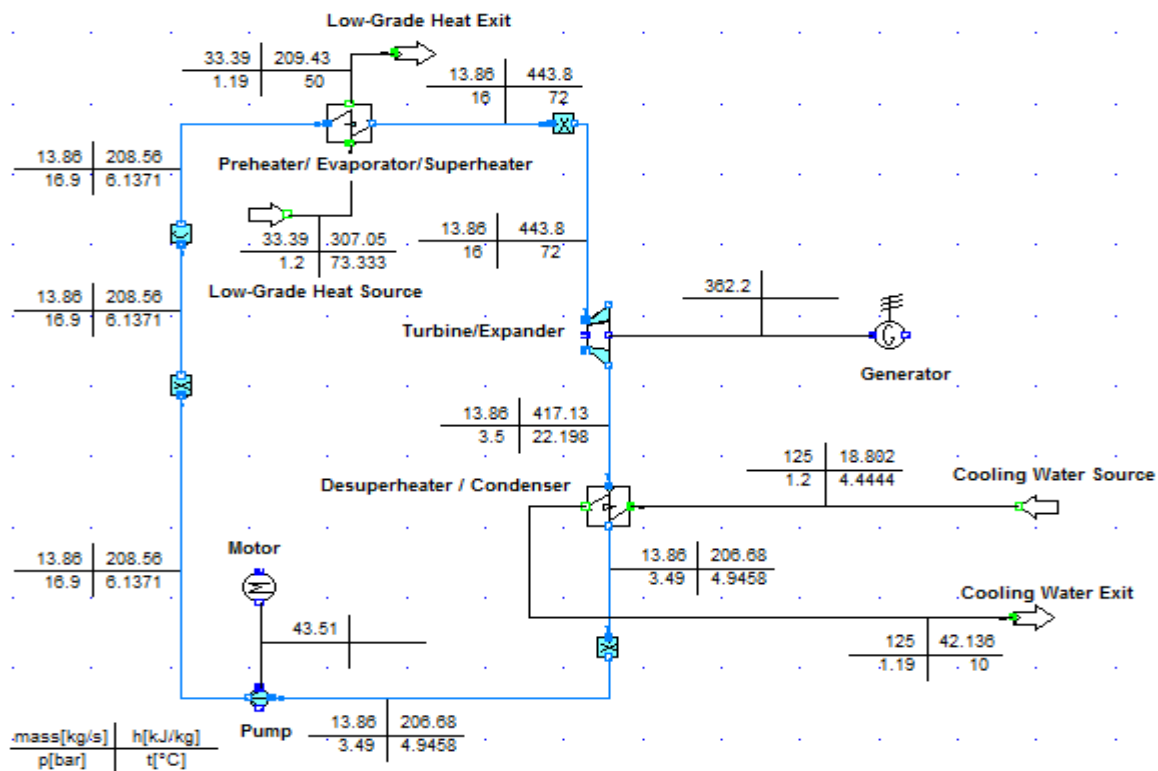 Low-Grade Heat Exit
33.39 209.43
1.19 50
13.86 443.8
16 72
13.86 208.56
16.9 6.1371
Preheater/ Evaporator/Superheater
33.39 307.05
1.2 73.333
13.86 443.8
16 72
Low-Grade Heat Source
13.86 208.56
16.9 6.1371
362.2
Turbine/Expander
G
Generator
13.86 417.13
3.5 22.198
125 18.802
1.2 4.4444
Cooling Water Source
Desuperheater / Condenser
13.86 208.56
16.9 6.1371
Motor
M
13.86 206.68
3.49 4.9458
Cooling Water Exit
43.51
125 42.136
1.19 10
Pump
13.86 206.68
3.49 4.9458
mass[kg/s] h[kJ/kg]
p[bar] t[°C]